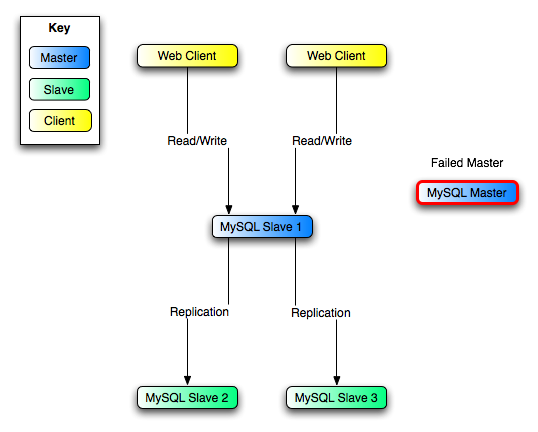 Key
Master
Slave
Client
Web Client
Web Client
Read/Write
Read/Write
Failed Master
MySQL Master
MySQL Slave 1
Replication
Replication
MySQL Slave 2
MySQL Slave 3